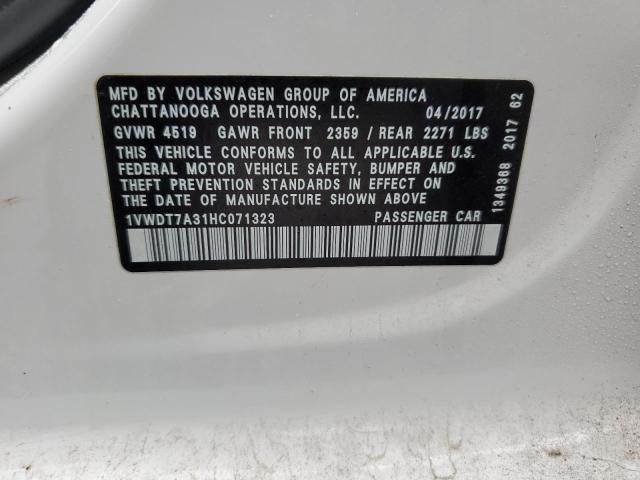 MFD BY VOLKSWAGEN GROUP OF AMERICA
CHATTANOOGA OPERATIONS, LLC. 04/2017
GVWR 4519 GAWR FRONT 2359 / REAR 2271 LBS
THIS VEHICLE CONFORMS TO ALL APPLICABLE U.S.
FEDERAL MOTOR VEHICLE SAFETY, BUMPER AND
THEFT PREVENTION STANDARDS IN EFFECT ON
THE DATE OF MANUFACTURE SHOWN ABOVE
1VWDT7A31HC071323 PASSENGER CAR
1349368 2017 62